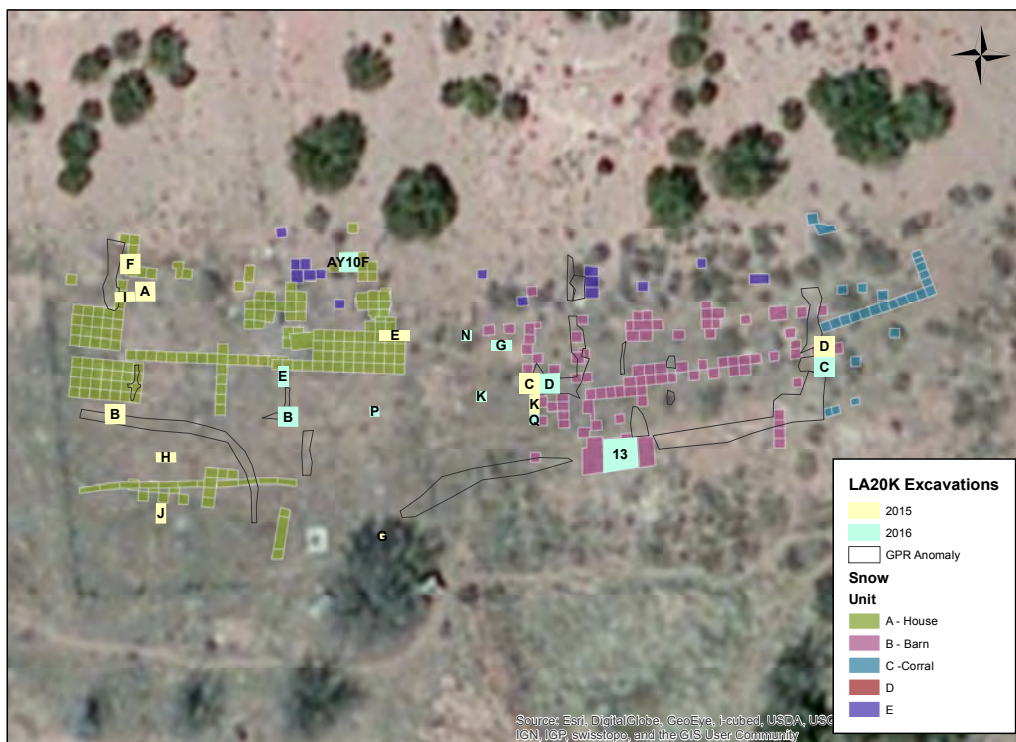 F
I
A
AY10F
E
N
G
E
B
B
P
K
C
D
K
Q
D
C
13
H
J
G
LA20K Excavations
2015
2016
GPR Anomaly
Snow
Unit
A - House
B - Barn
C -Corral
D
E
Source: Esri, DigitalGlobe, GeoEye, i-cubed, USDA,
IGN, IGP, swisstopo, and the GIS User Community